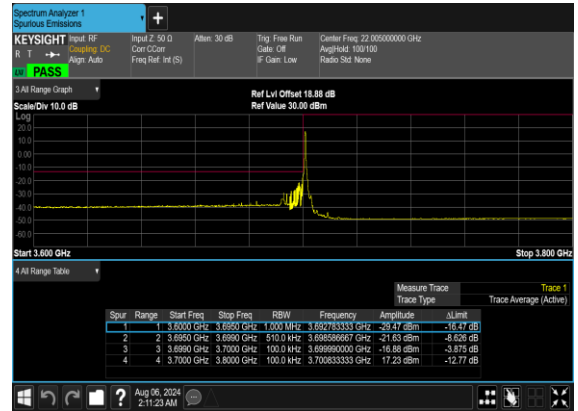 Spectrum Analyzer 1
Spurious Emissions
KEYSIGHT Input: RF Input Z: 50 Ω Atten: 30 dB Trig: Free Run Center Freq: 22.005000000 GHz
R T Coupling: DC Corr CCorr Gate: Off Avg|Hold: 100/100
Align: Auto Freq Ref: Int (S) IF Gain: Low Radio Std: None
PASS
3 All Range Graph Ref Lvl Offset 18.88 dB
Scale/Div 10.0 dB Ref Value 30.00 dBm
Log
20.0
10.0
0.00
-10.0
-20.0
-30.0
-40.0
-50.0
-60.0
Start 3.600 GHz Stop 3.800 GHz
4 All Range Table
Measure Trace Trace 1
Trace Type Trace Average (Active)
Spur Range Start Freq Stop Freq RBW Frequency Amplitude ΔLimit
1 1 3.6000 GHz 3.6950 GHz 1.000 MHz 3.692783333 GHz -29.47 dBm -16.47 dB
2 2 3.6950 GHz 3.6990 GHz 510.0 kHz 3.698586667 GHz -21.63 dBm -8.626 dB
3 3 3.6990 GHz 3.7000 GHz 100.0 kHz 3.699990000 GHz -16.88 dBm -3.875 dB
4 4 3.7000 GHz 3.8000 GHz 100.0 kHz 3.700833333 GHz 17.23 dBm -12.77 dB
Aug 06, 2024
2:11:23 AM